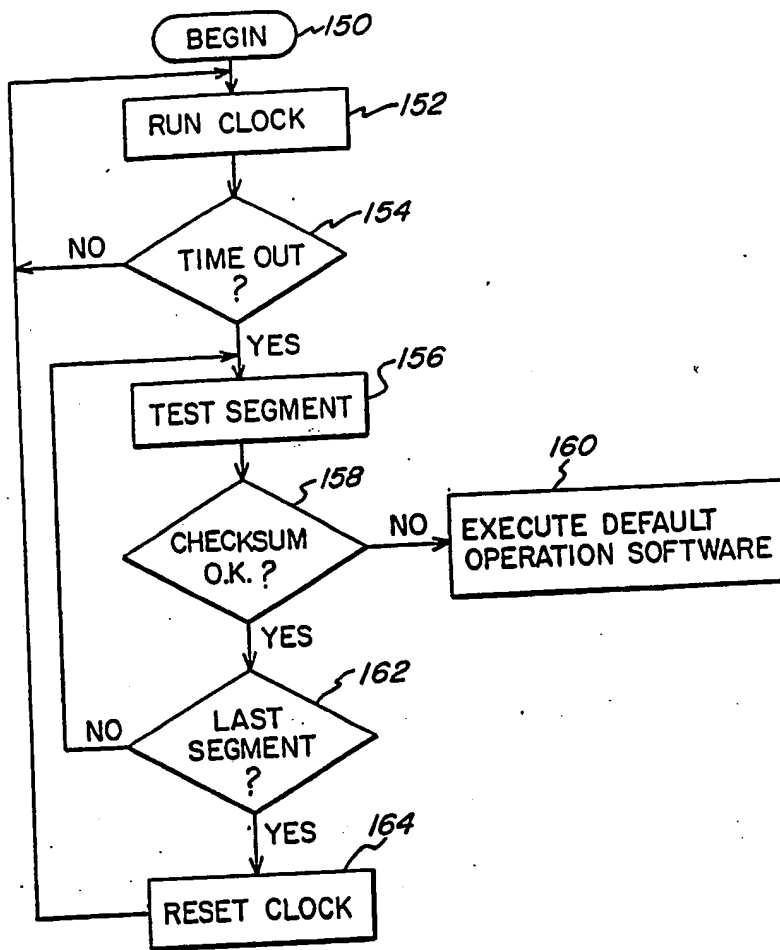 BEGIN
150
RUN CLOCK
152
154
NO
TIME OUT
?
YES
156
TEST SEGMENT
158
160
CHECKSUM
O.K. ?
NO
EXECUTE DEFAULT
OPERATION SOFTWARE
YES
162
NO
LAST
SEGMENT
?
YES
164
RESET CLOCK